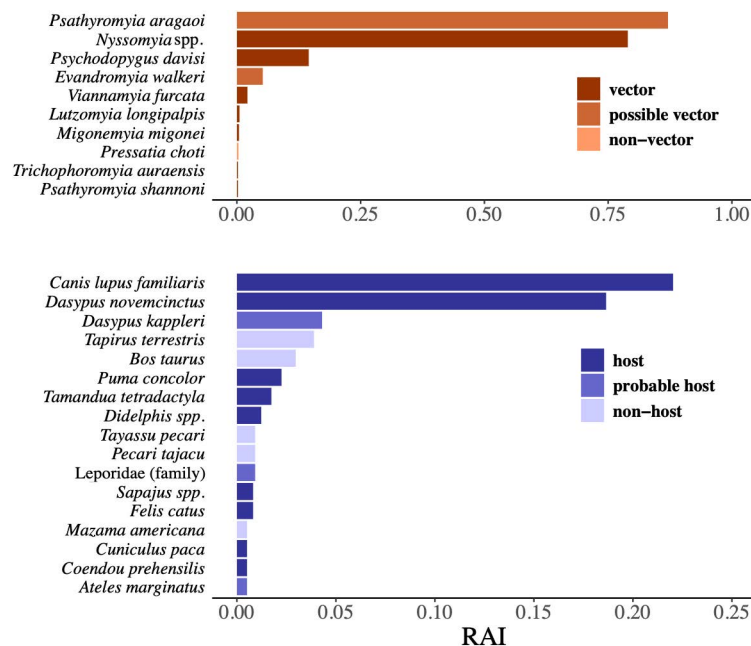 Psathyromyia aragaoi
Nyssomyia spp.
Psychodopygus davisi
Evandromyia walkeri
Viannamyia furcata
Lutzomyia longipalpis
Migonemyia migonei
Pressatia choti
Trichophoromyia auraensis
Psathyromyia shannoni
vector
possible vector
non-vector
0.00 0.25 0.50 0.75 1.00
Canis lupus familiaris
Dasypus novemcinctus
Dasypus kappleri
Tapirus terrestris
Bos taurus
Puma concolor
Tamandua tetradactyla
Didelphis spp.
Tayassu pecari
Pecari tajacu
Leporidae (family)
Sapajus spp.
Felis catus
Mazama americana
Cuniculus paca
Coendou prehensilis
Ateles marginatus
host
probable host
non-host
0.00 0.05 0.10 0.15 0.20 0.25
RAI